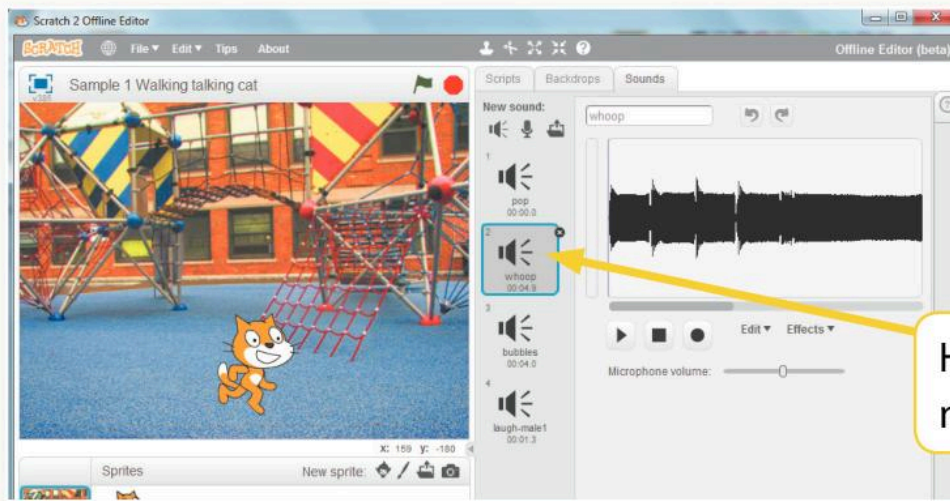 Scratch 2 Offline Editor
SCRATCH File Edit Tips About
Offline Editor (beta)
v385
Sample 1 Walking talking cat
Scripts Backdrops Sounds
New sound:
whoop
1
pop
00:00.0
2
whoop
00:04.9
3
bubbles
00:04.0
4
laugh-male1
00:01.3
Edit Effects
Microphone volume:
X: 159 y: -180
Sprites New sprite: